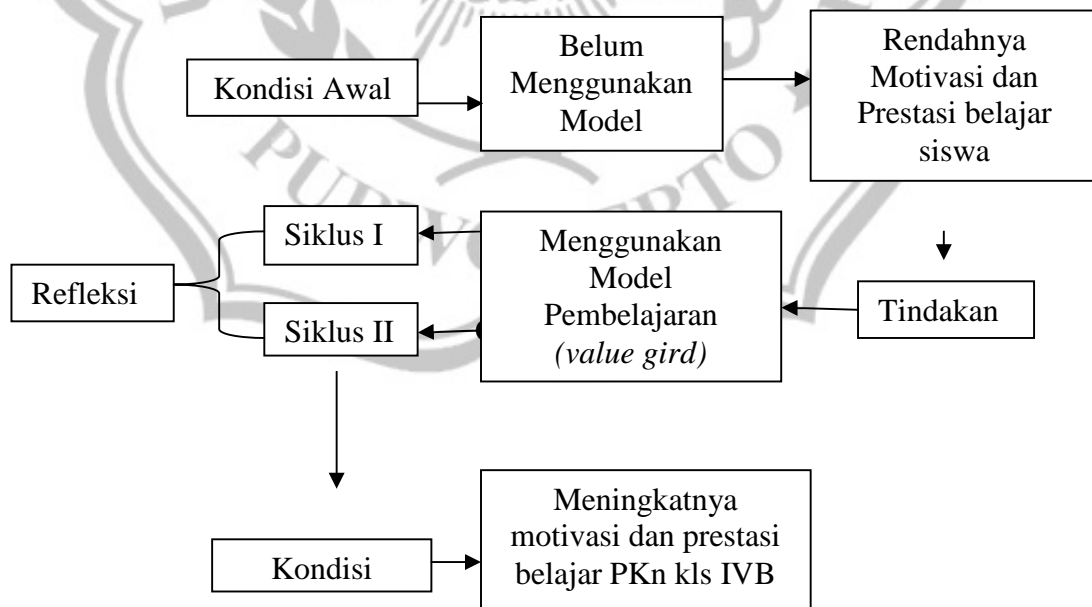 Kondisi Awal
Belum
Menggunakan
Model
Rendahnya
Motivasi dan
Prestasi belajar
siswa
Siklus I
Refleksi
Siklus II
Menggunakan
Model
Pembelajaran
(value gird)
Tindakan
Kondisi
Meningkatnya
motivasi dan prestasi
belajar PKn kls IVB